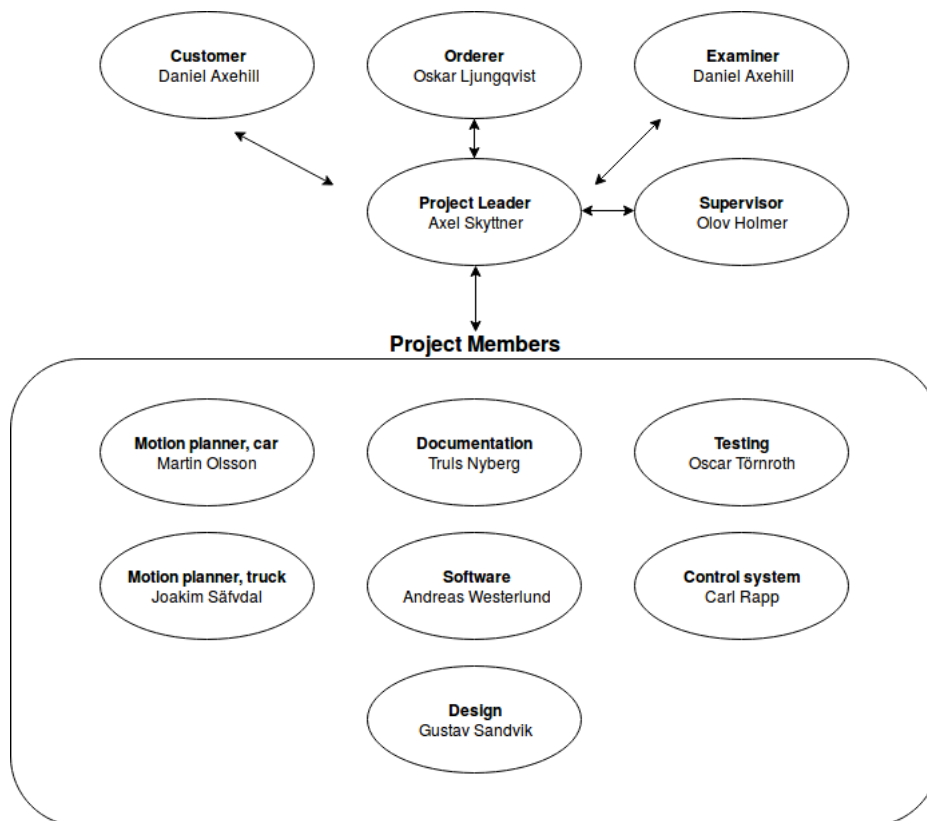 Customer
Daniel Axehill
Orderer
Oskar Ljungqvist
Examiner
Daniel Axehill
Project Leader
Axel Skyttner
Supervisor
Olov Holmer
Project Members
Motion planner, car
Martin Olsson
Documentation
Truls Nyberg
Testing
Oscar Törnroth
Motion planner, truck
Joakim Säfvdal
Software
Andreas Westerlund
Control system
Carl Rapp
Design
Gustav Sandvik